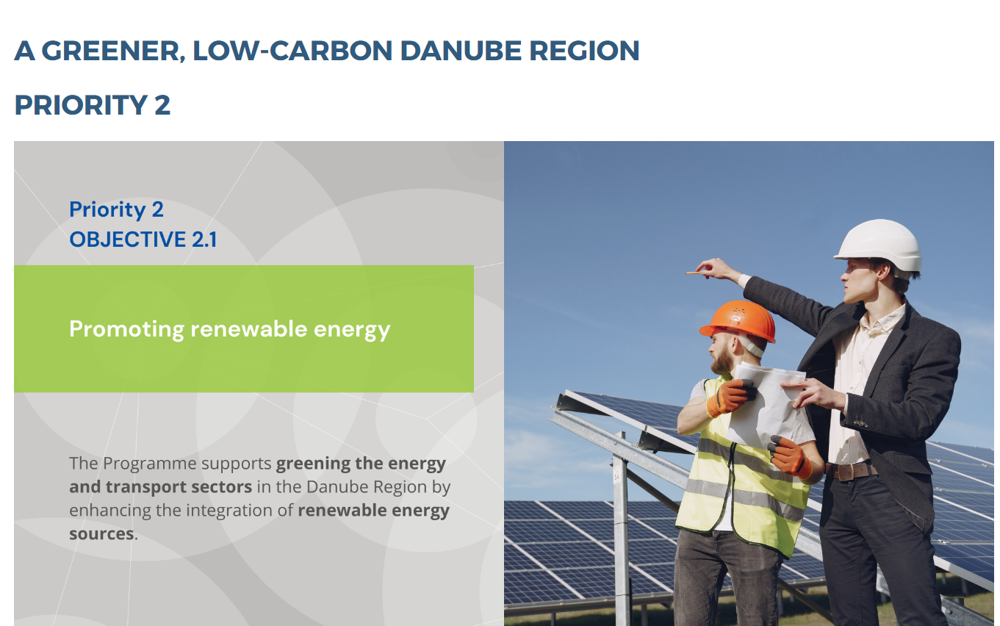 A GREENER, LOW-CARBON DANUBE REGION
PRIORITY 2
Priority 2
OBJECTIVE 2.1
Promoting renewable energy
The Programme supports greening the energy
and transport sectors in the Danube Region by
enhancing the integration of renewable energy
sources.